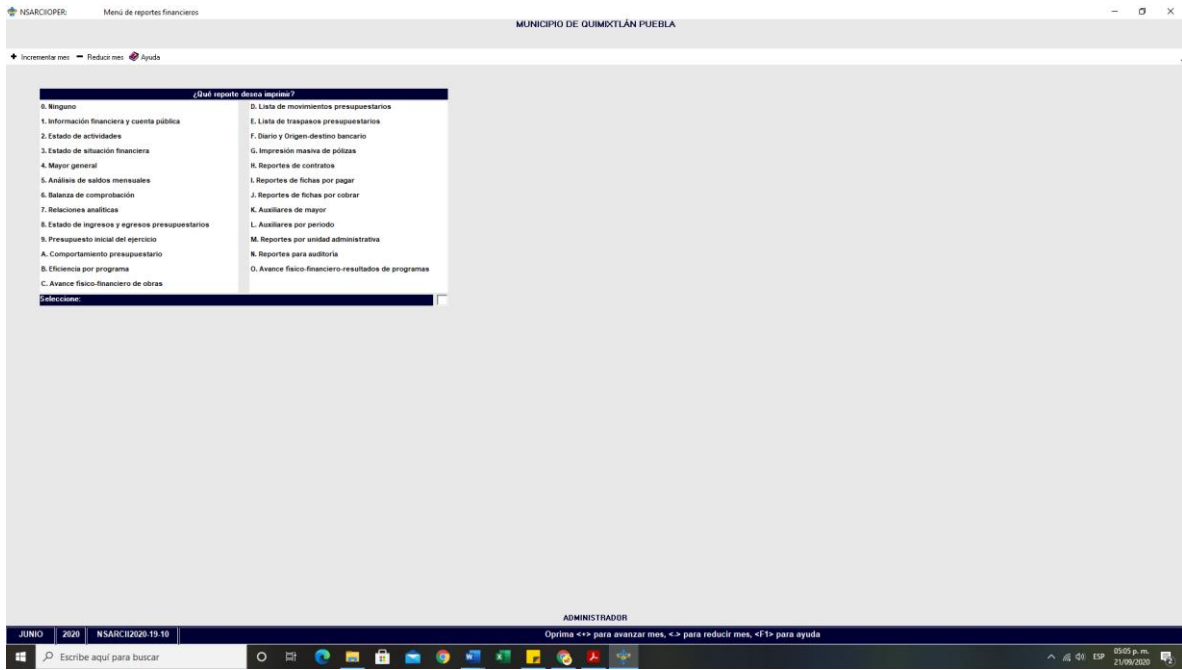 NSARCIIOPER: Menú de reportes financieros
MUNICIPIO DE QUIMIXTLÁN PUEBLA
Incrementar mes Reducir mes Ayuda
¿Qué reporte desea imprimir?
0. Ninguno
1. Información financiera y cuenta pública
2. Estado de actividades
3. Estado de situación financiera
4. Mayor general
5. Análisis de saldos mensuales
6. Balanza de comprobación
7. Relaciones analíticas
8. Estado de ingresos y egresos presupuestarios
9. Presupuesto inicial del ejercicio
A. Comportamiento presupuestario
B. Eficiencia por programa
C. Avance físico-financiero de obras
D. Lista de movimientos presupuestarios
E. Lista de traspasos presupuestarios
F. Diario y Origen-destino bancario
G. Impresión masiva de pólizas
H. Reportes de contratos
I. Reportes de fichas por pagar
J. Reportes de fichas por cobrar
K. Auxiliares de mayor
L. Auxiliares por periodo
M. Reportes por unidad administrativa
N. Reportes para auditoría
O. Avance físico-financiero-resultados de programas
Seleccione:
ADMINISTRADOR
JUNIO 2020 NSARCII2020-19-10 Oprima <+> para avanzar mes, <-> para reducir mes, <F1> para ayuda
Escribe aquí para buscar
ESP
05:05 p. m.
21/09/2020
2